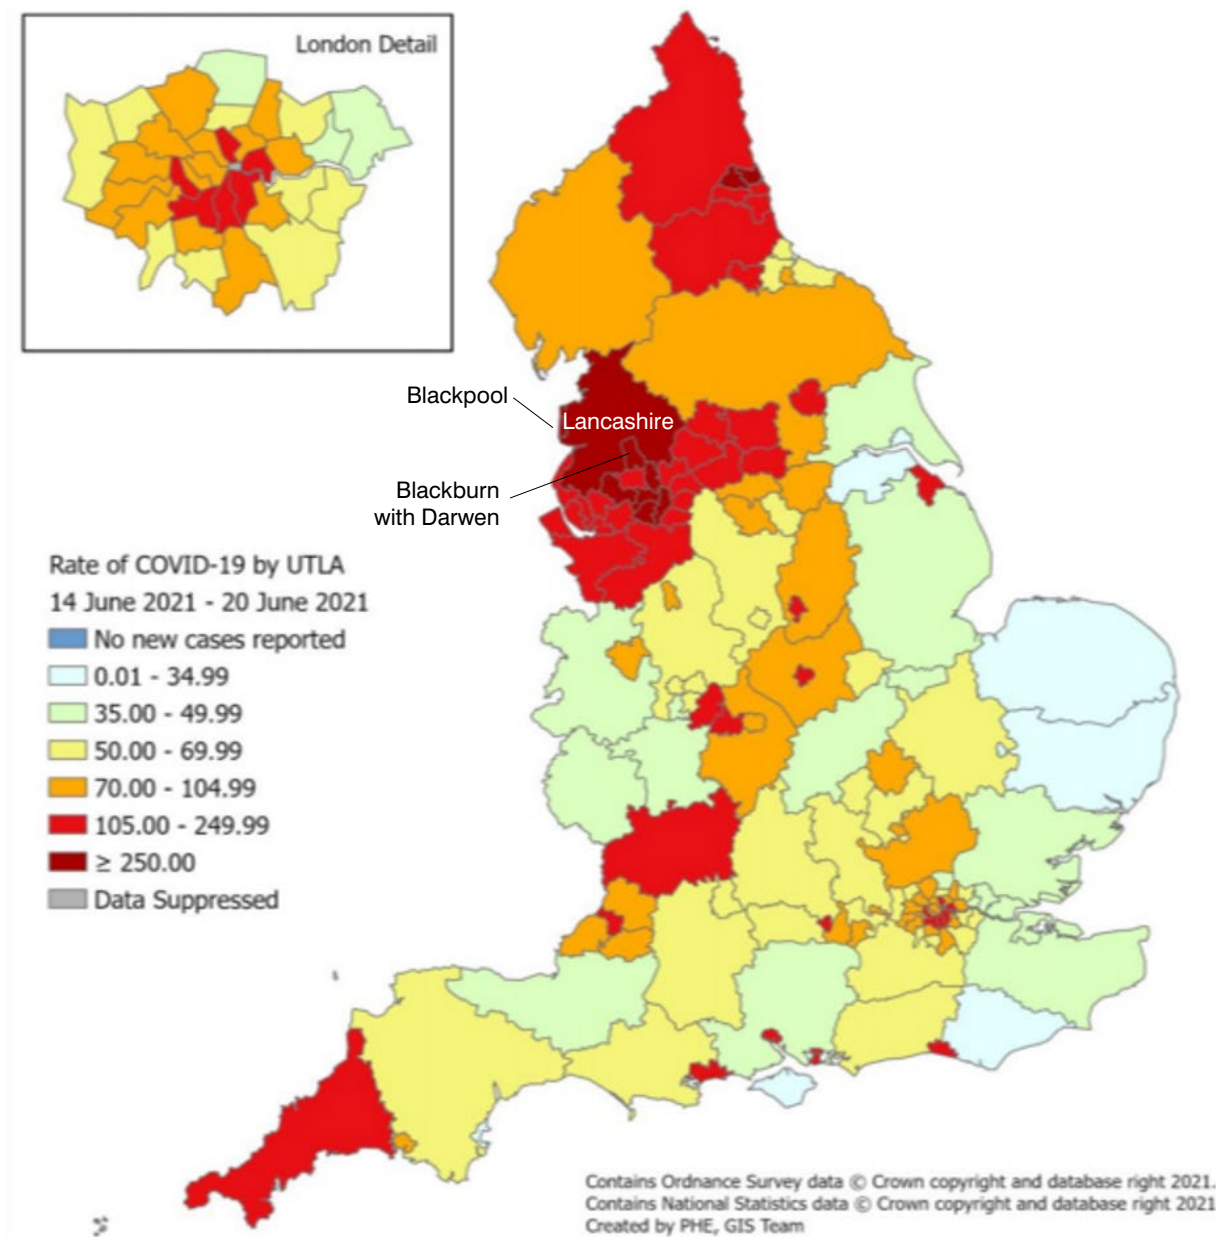 London Detail
Blackpool
Lancashire
Blackburn
with Darwen
Rate of COVID-19 by UTLA
14 June 2021 - 20 June 2021
No new cases reported
0.01 - 34.99
35.00 - 49.99
50.00 - 69.99
70.00 - 104.99
105.00 - 249.99
≥ 250.00
Data Suppressed
Contains Ordnance Survey data © Crown copyright and database right 2021.
Contains National Statistics data © Crown copyright and database right 2021
Created by PHE, GIS Team